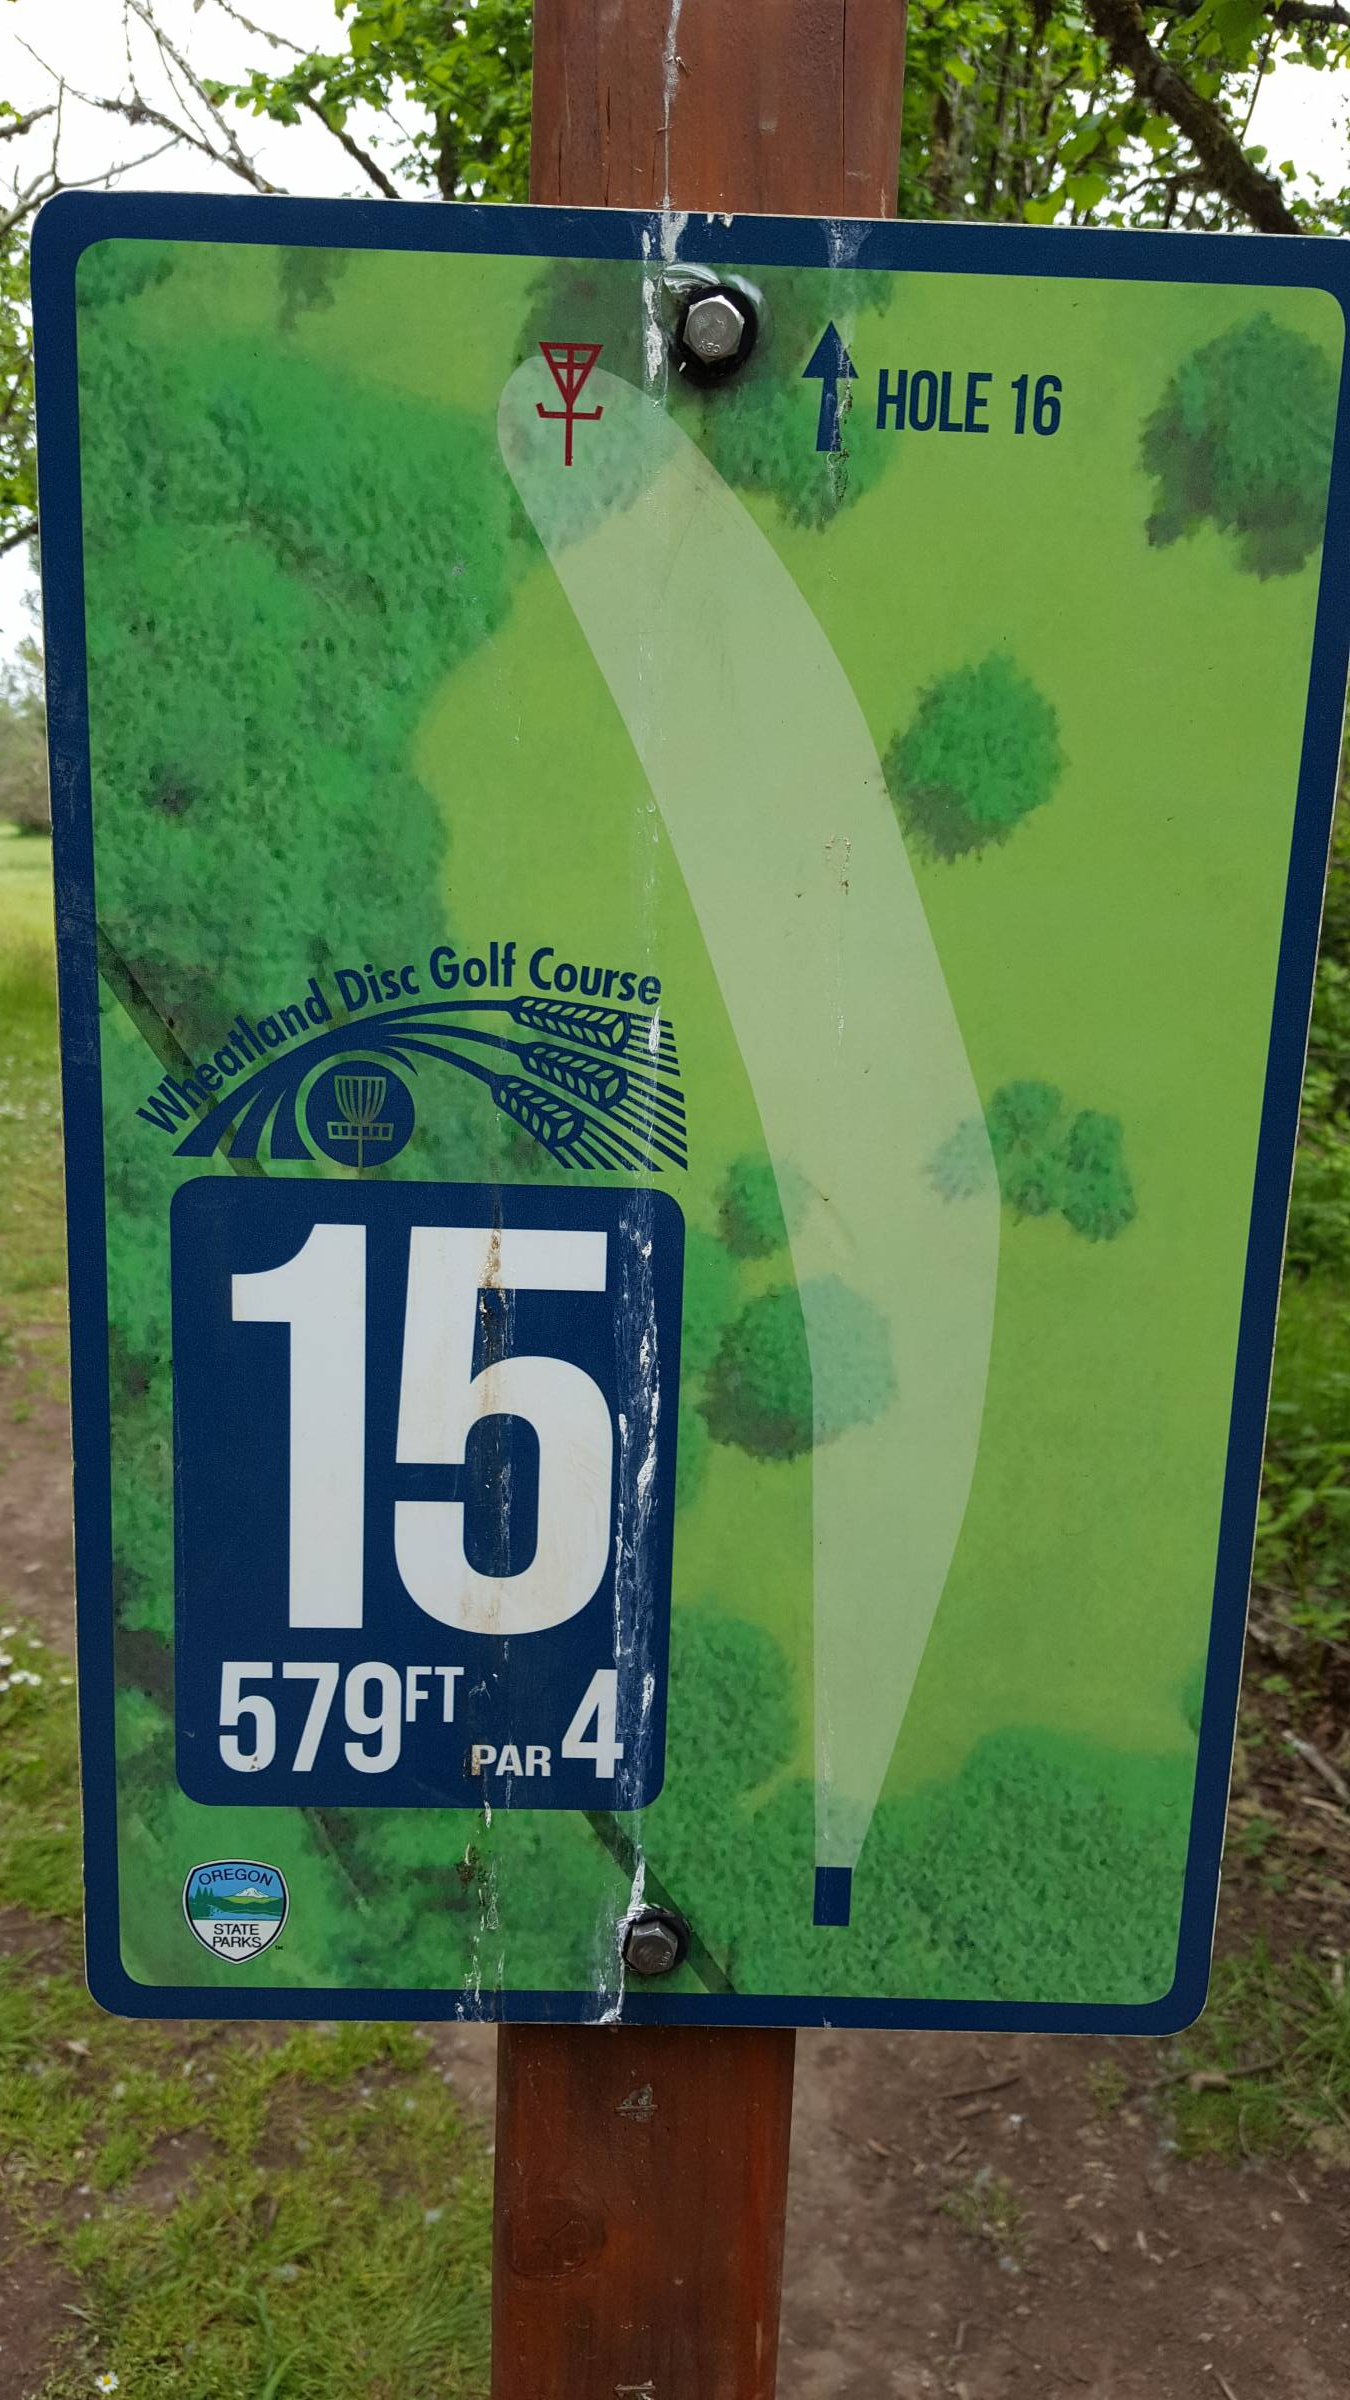 HOLE 16
Wheatland Disc Golf Course
15
579FT PAR 4
OREGON
STATE
PARKS